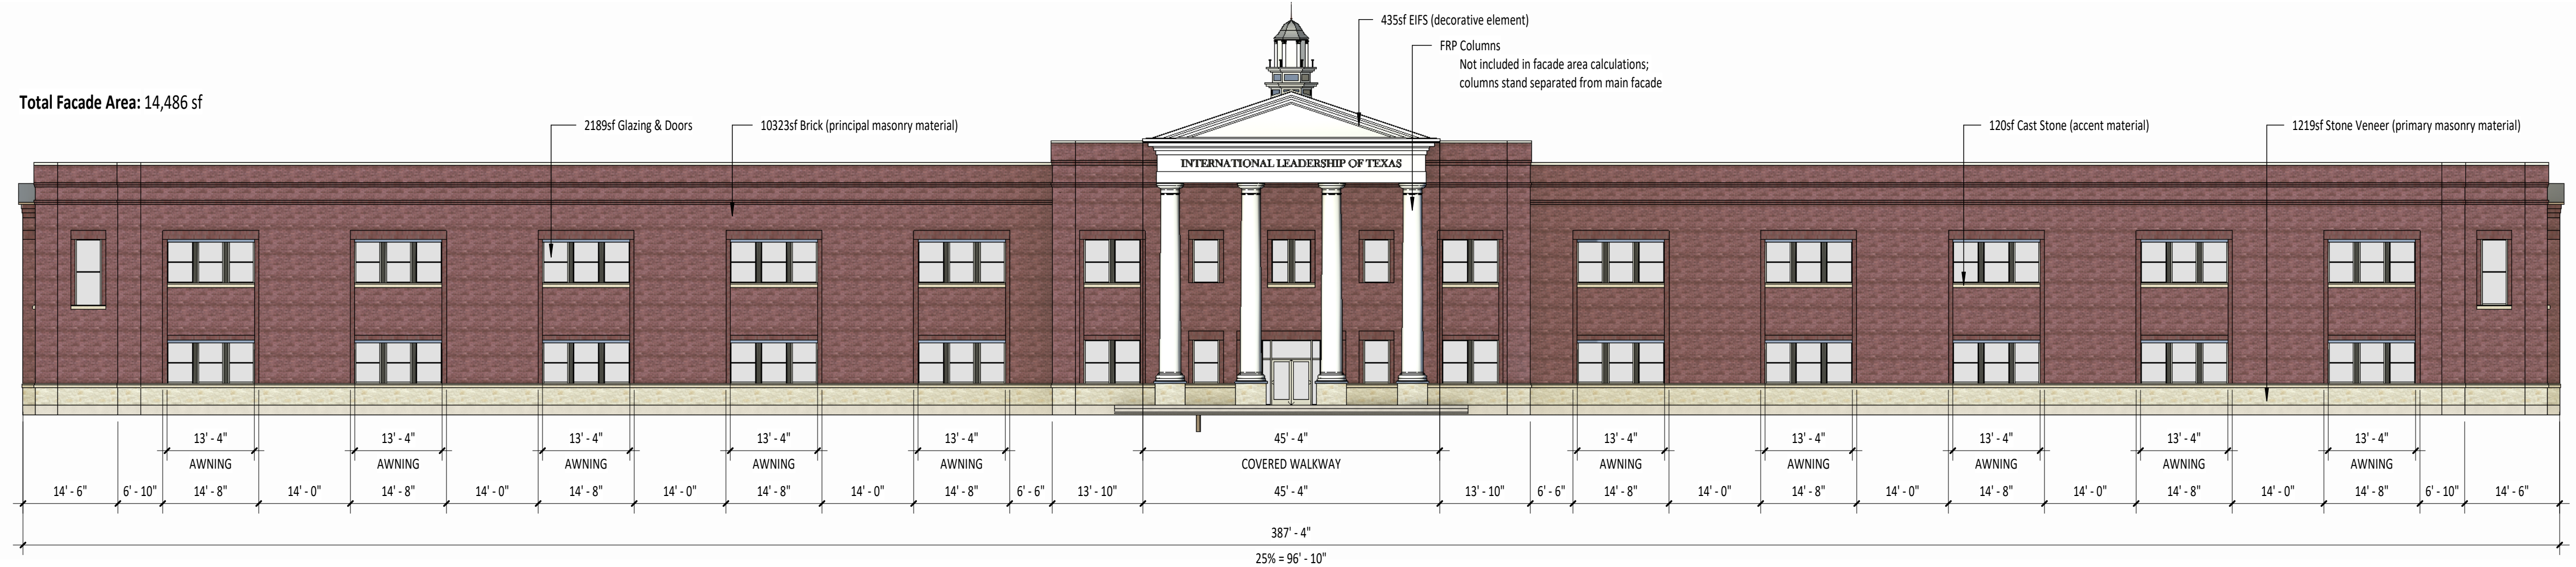 435sf EIFS (decorative element)
FRP Columns
Not included in facade area calculations;
columns stand separated from main facade
Total Facade Area: 14,486 sf
2189sf Glazing & Doors
10323sf Brick (principal masonry material)
120sf Cast Stone (accent material)
1219sf Stone Veneer (primary masonry material)
INTERNATIONAL LEADERSHIP OF TEXAS
13' - 4" 13' - 4" 13' - 4" 13' - 4" 13' - 4" 45' - 4" 13' - 4" 13' - 4" 13' - 4" 13' - 4" 13' - 4"
AWNING AWNING AWNING AWNING AWNING COVERED WALKWAY AWNING AWNING AWNING AWNING AWNING
14' - 6" 6' - 10" 14' - 8" 14' - 0" 14' - 8" 14' - 0" 14' - 8" 14' - 0" 14' - 8" 14' - 0" 14' - 8" 6' - 6" 13' - 10" 45' - 4" 13' - 10" 6' - 6" 14' - 8" 14' - 0" 14' - 8" 14' - 0" 14' - 8" 14' - 0" 14' - 8" 14' - 0" 14' - 8" 6' - 10" 14' - 6"
387' - 4"
25% = 96' - 10"